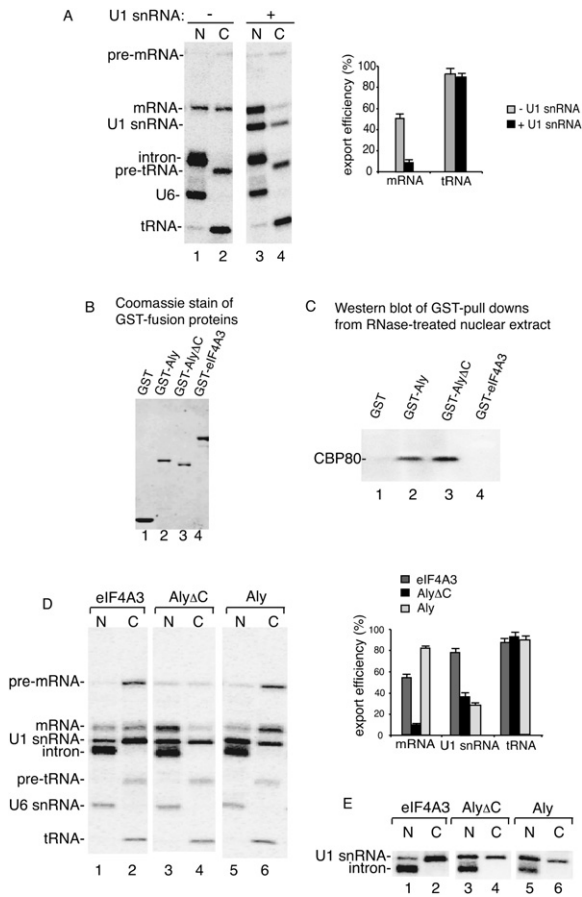 A
U1 snRNA: - +
N C N C
pre-mRNA-
mRNA-
U1 snRNA-
intron-
pre-tRNA-
U6-
tRNA-
1 2 3 4
export efficiency (%)
100
80
60
40
20
0
mRNA tRNA
- U1 snRNA
+ U1 snRNA
B Coomassie stain of
GST-fusion proteins
GST GST-Aly GST-AlyΔC GST-eIF4A3
1 2 3 4
C Western blot of GST-pull downs
from RNase-treated nuclear extract
GST GST-Aly GST-AlyΔC GST-eIF4A3
CBP80-
1 2 3 4
D
eIF4A3 AlyΔC Aly
N C N C N C
pre-mRNA-
mRNA-
U1 snRNA-
intron-
pre-tRNA-
U6 snRNA-
tRNA-
1 2 3 4 5 6
eIF4A3
AlyΔC
Aly
export efficiency (%)
100
80
60
40
20
0
mRNA U1 snRNA tRNA
E
eIF4A3 AlyΔC Aly
N C N C N C
U1 snRNA-
intron-
1 2 3 4 5 6